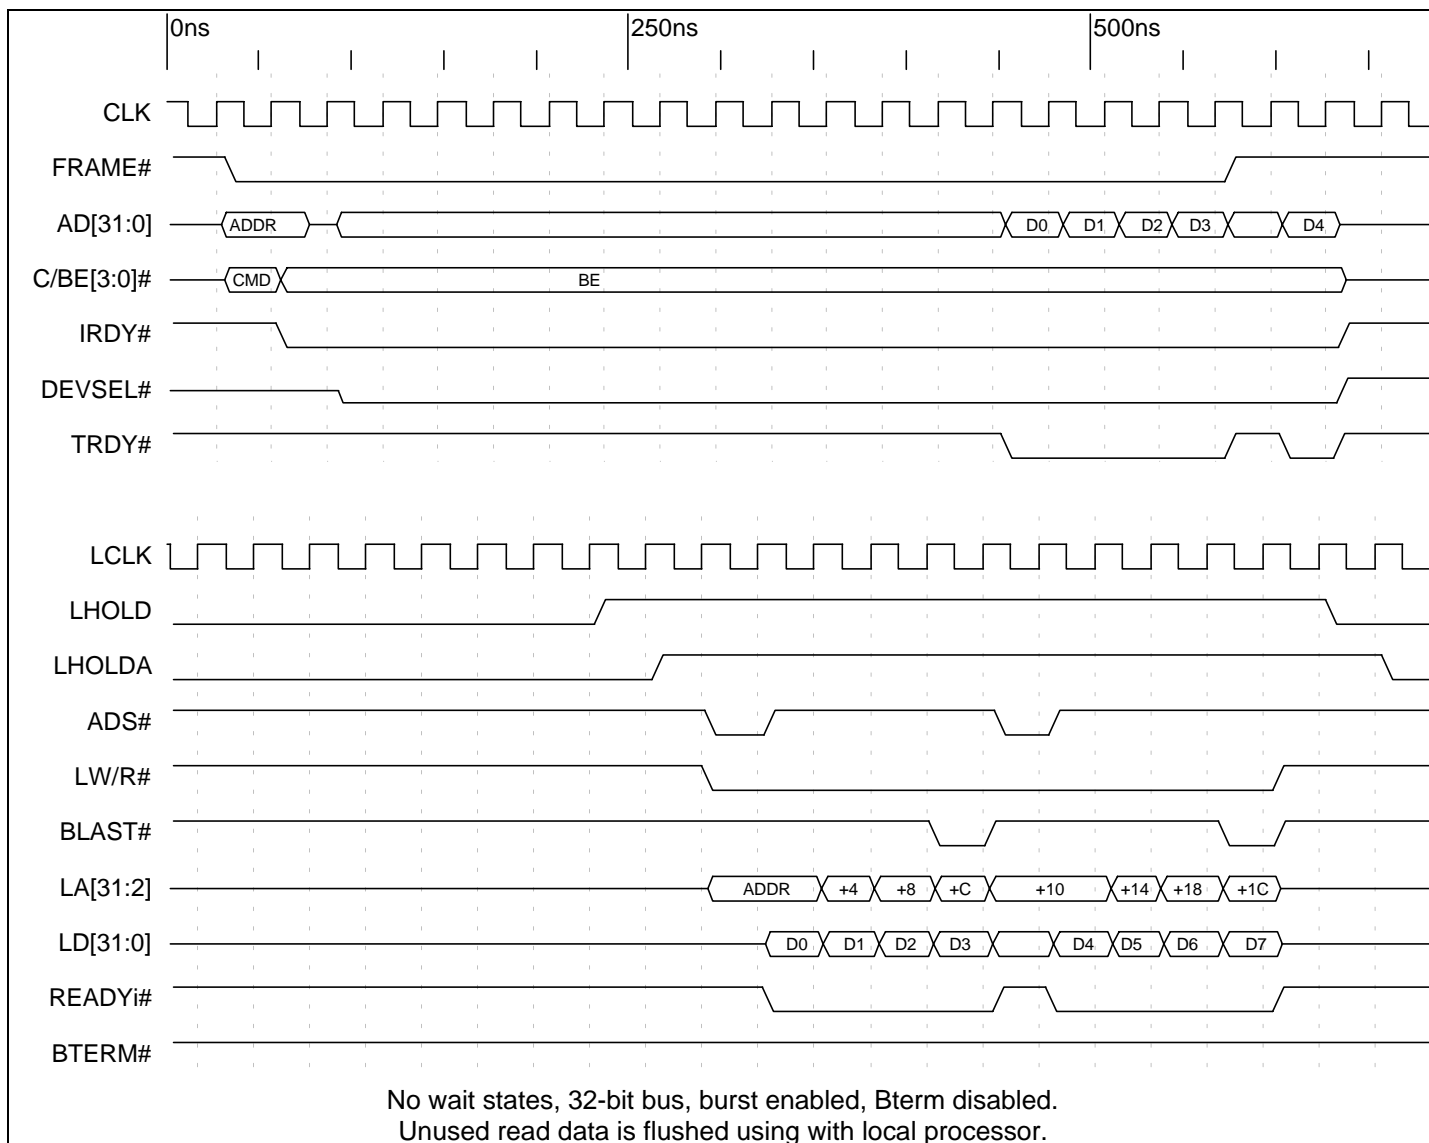 0ns 250ns 500ns
CLK
FRAME#
AD[31:0] ADDR D0 D1 D2 D3 D4
C/BE[3:0]# CMD BE
IRDY#
DEVSEL#
TRDY#
LCLK
LHOLD
LHOLDA
ADS#
LW/R#
BLAST#
LA[31:2] ADDR +4 +8 +C +10 +14 +18 +1C
LD[31:0] D0 D1 D2 D3 D4 D5 D6 D7
READYi#
BTERM#
No wait states, 32-bit bus, burst enabled, Bterm disabled.
Unused read data is flushed using with local processor.